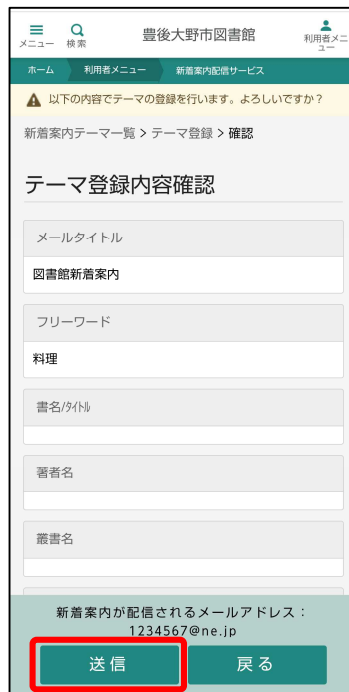 メニュー 検索 豊後大野市図書館 利用者メニュー
ホーム 利用者メニュー 新着案内配信サービス
以下の内容でテーマの登録を行います。よろしいですか？
新着案内テーマ一覧 > テーマ登録 > 確認
テーマ登録内容確認
メールタイトル
図書館新着案内
フリーワード
料理
書名/ﾀｲﾄﾙ
著者名
叢書名
新着案内が配信されるメールアドレス：
1234567@ne.jp
送信 戻る